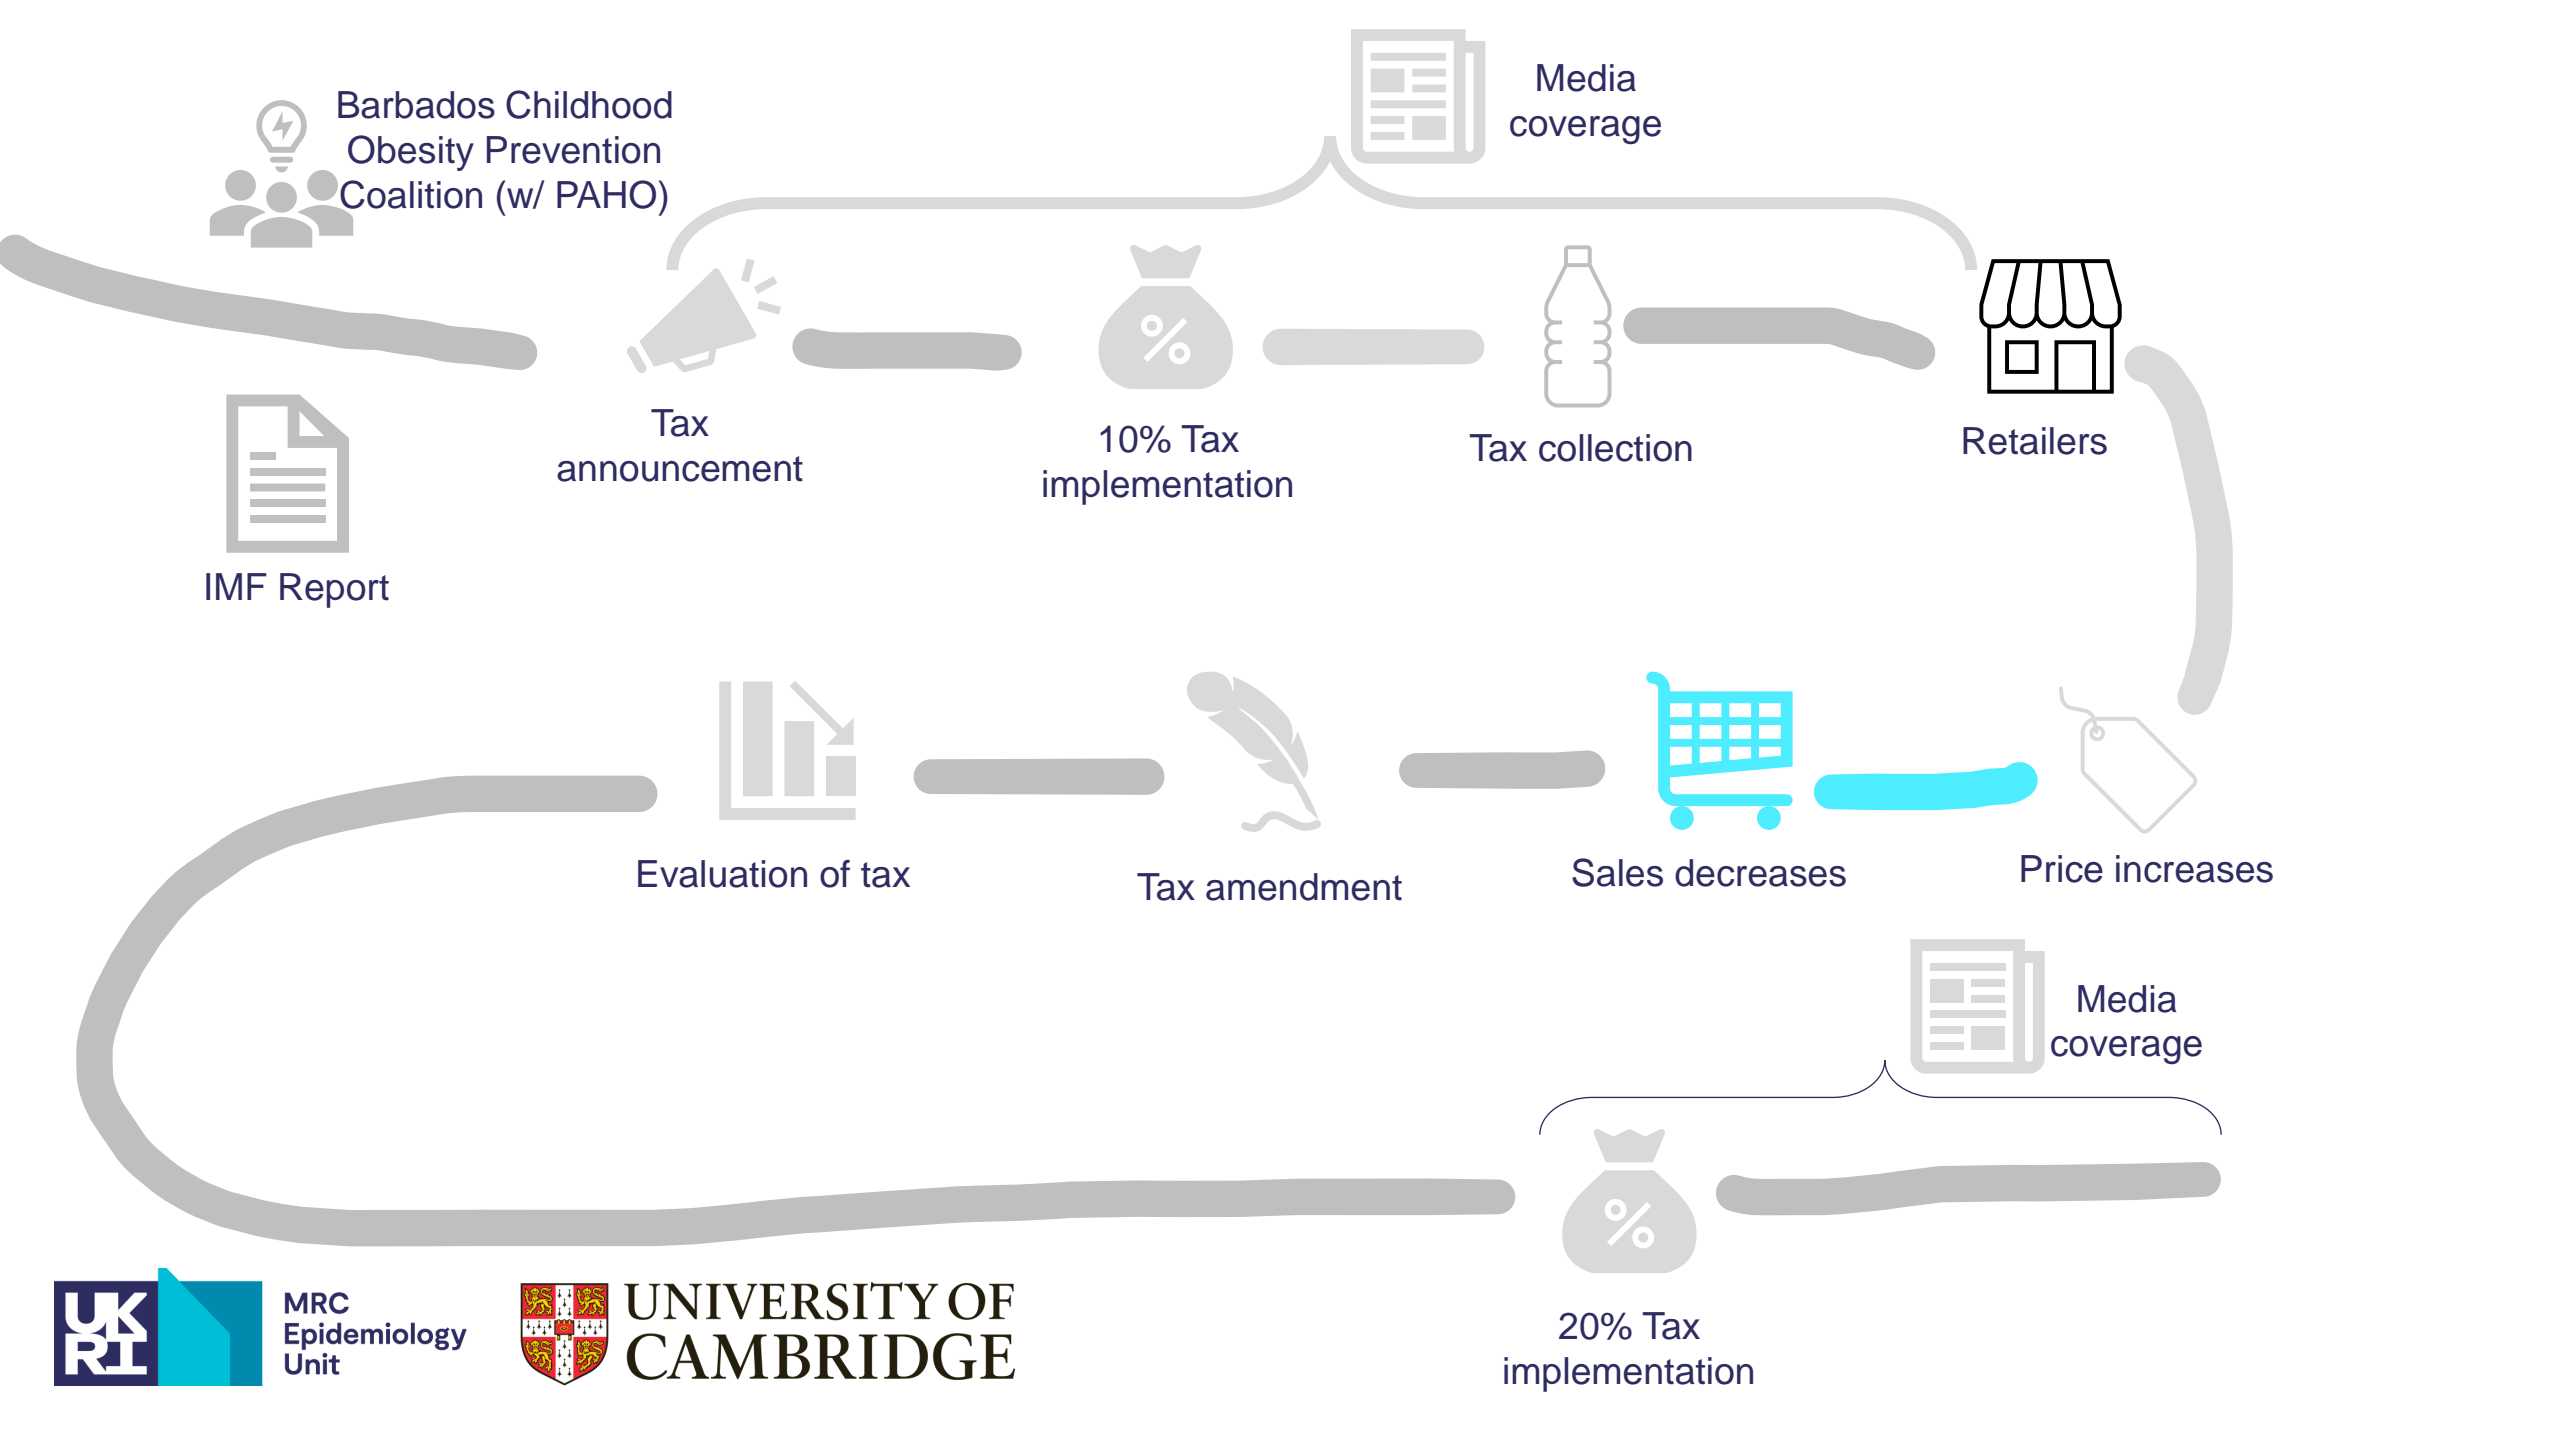 Media
coverage
Barbados Childhood
Obesity Prevention
Coalition (w/ PAHO)
%
Tax
announcement
10% Tax
implementation
Tax collection
Retailers
IMF Report
Evaluation of tax
Tax amendment
Sales decreases
Price increases
Media
coverage
%
20% Tax
implementation
UK
RI
MRC
Epidemiology
Unit
UNIVERSITY OF
CAMBRIDGE